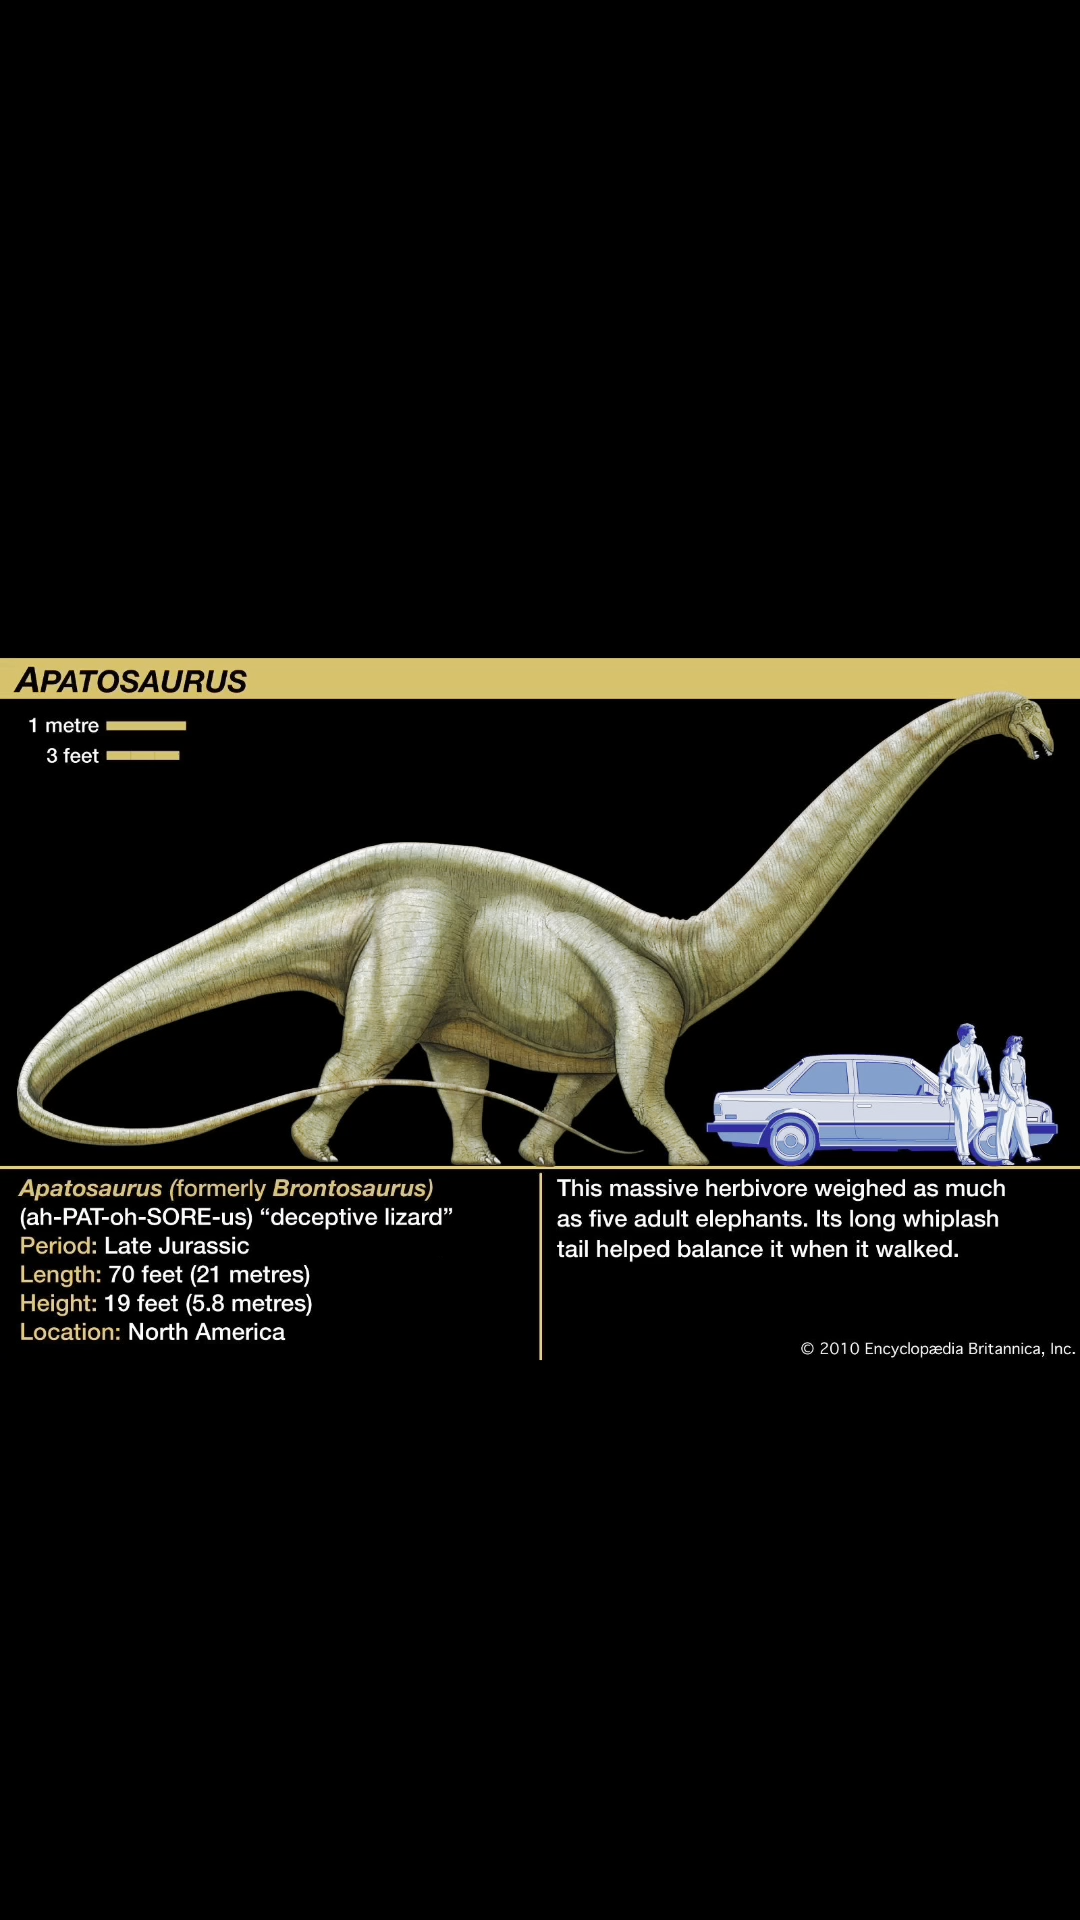 APATOSAURUS
1 metre
3 feet
Apatosaurus (formerly Brontosaurus)
(ah-PAT-oh-SORE-us) “deceptive lizard”
Period: Late Jurassic
Length: 70 feet (21 metres)
Height: 19 feet (5.8 metres)
Location: North America
This massive herbivore weighed as much
as five adult elephants. Its long whiplash
tail helped balance it when it walked.
© 2010 Encyclopædia Britannica, Inc.